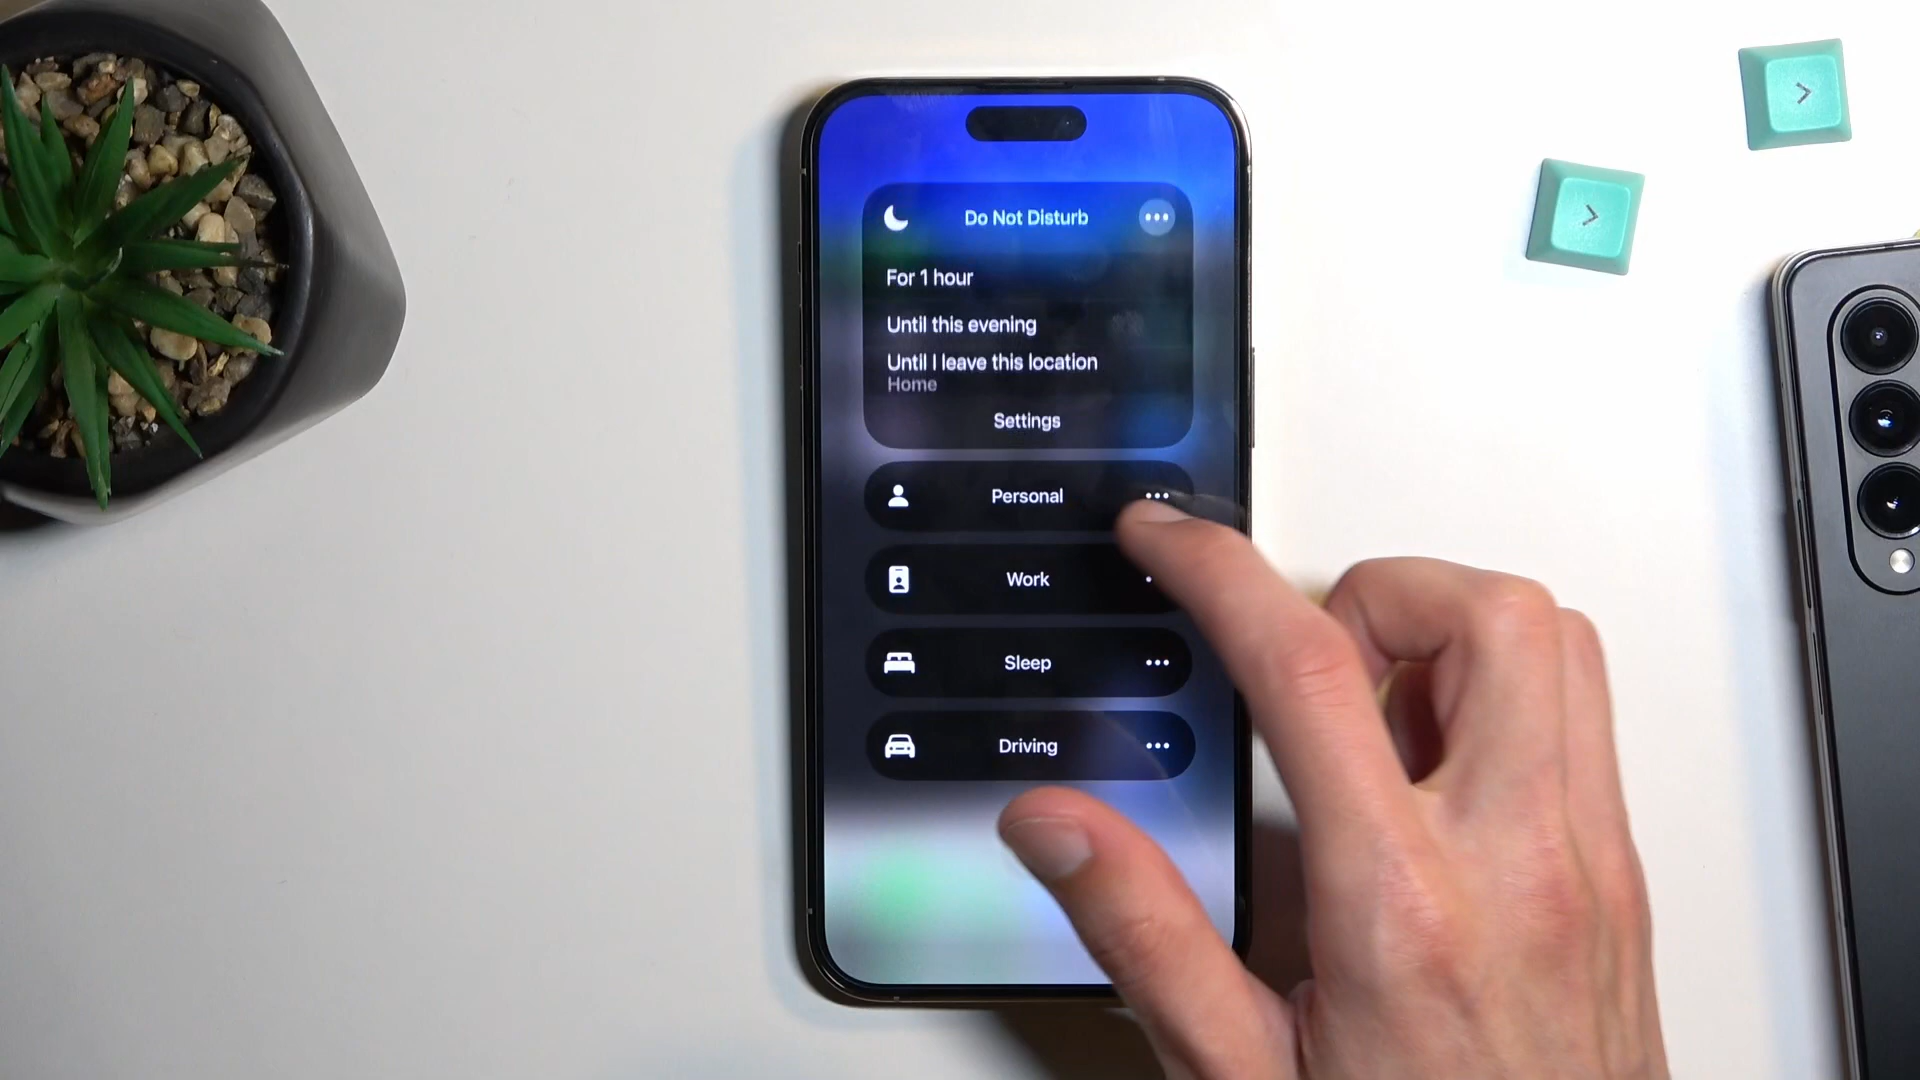 Do Not Disturb
For 1 hour
Until this evening
Until I leave this location
Home
Settings
Personal
Work
Sleep
Driving